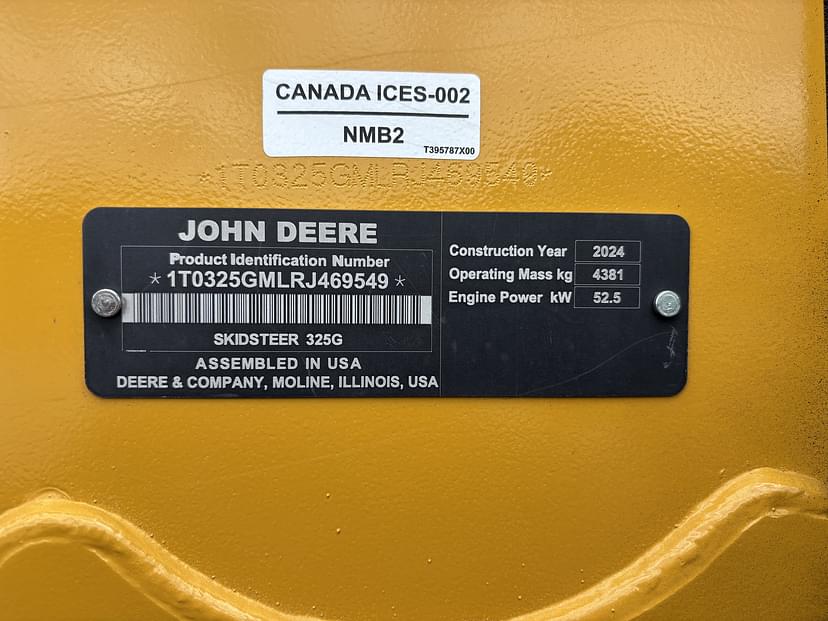 CANADA ICES-002
NMB2
T395787X00
*1T0325GMLRJ469549*
JOHN DEERE
Product Identification Number
*1T0325GMLRJ469549*
SKIDSTEER 325G
ASSEMBLED IN USA
DEERE & COMPANY, MOLINE, ILLINOIS, USA
Construction Year 2024
Operating Mass kg 4381
Engine Power kW 52.5